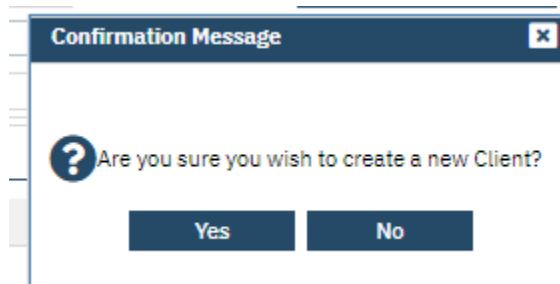 Confirmation Message
Are you sure you wish to create a new Client?
Yes
No